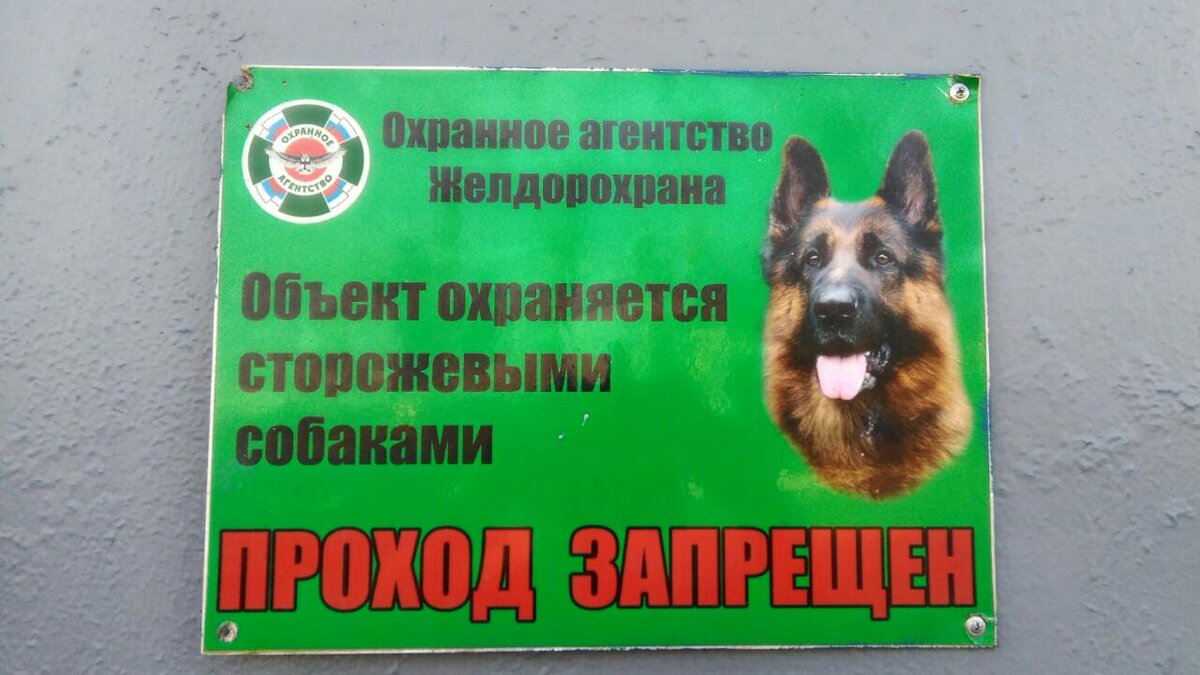 ОХРАННОЕ
АГЕНТСТВО
Охранное агентство
Желдорохрана
Объект охраняется
сторожевыми
собаками
ПРОХОД ЗАПРЕЩЕН